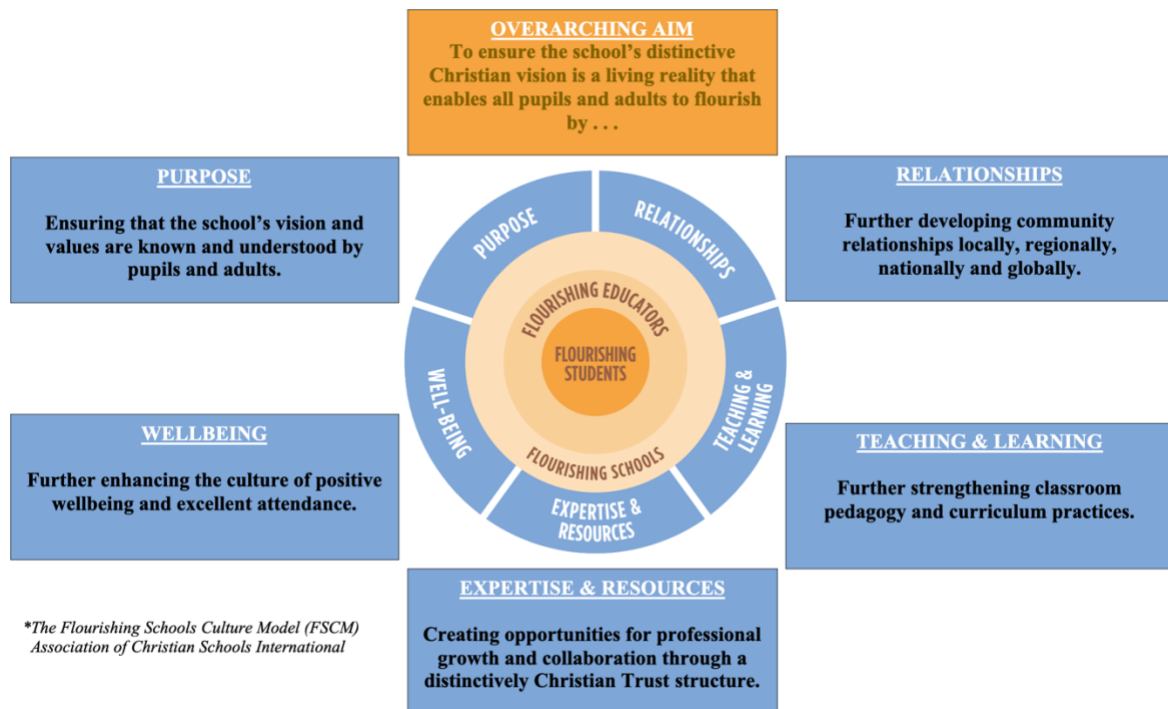 OVERARCHING AIM
To ensure the school's distinctive
Christian vision is a living reality that
enables all pupils and adults to flourish
by . . .
PURPOSE
Ensuring that the school's vision and
values are known and understood by
pupils and adults.
RELATIONSHIPS
Further developing community
relationships locally, regionally,
nationally and globally.
PURPOSE
RELATIONSHIPS
FLOURISHING EDUCATORS
FLOURISHING
STUDENTS
WELL-BEING
TEACHING &
LEARNING
FLOURISHING SCHOOLS
EXPERTISE &
RESOURCES
WELLBEING
Further enhancing the culture of positive
wellbeing and excellent attendance.
TEACHING & LEARNING
Further strengthening classroom
pedagogy and curriculum practices.
EXPERTISE & RESOURCES
Creating opportunities for professional
growth and collaboration through a
distinctively Christian Trust structure.
*The Flourishing Schools Culture Model (FSCM)
Association of Christian Schools International